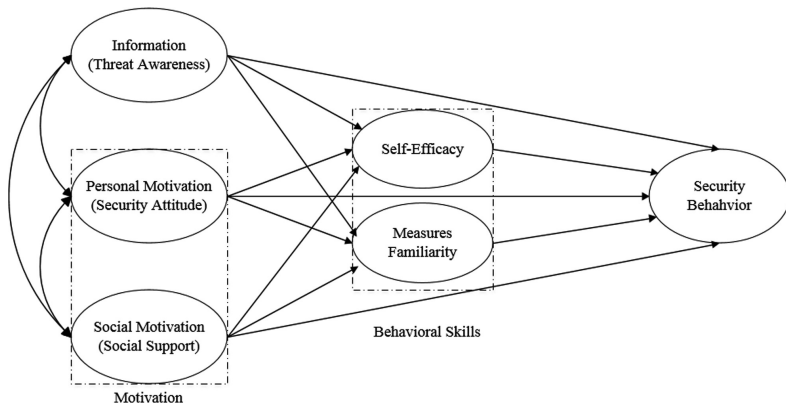 Information
(Threat Awareness)
Self-Efficacy
Personal Motivation
(Security Attitude)
Security
Behahvior
Measures
Familiarity
Social Motivation
(Social Support)
Behavioral Skills
Motivation